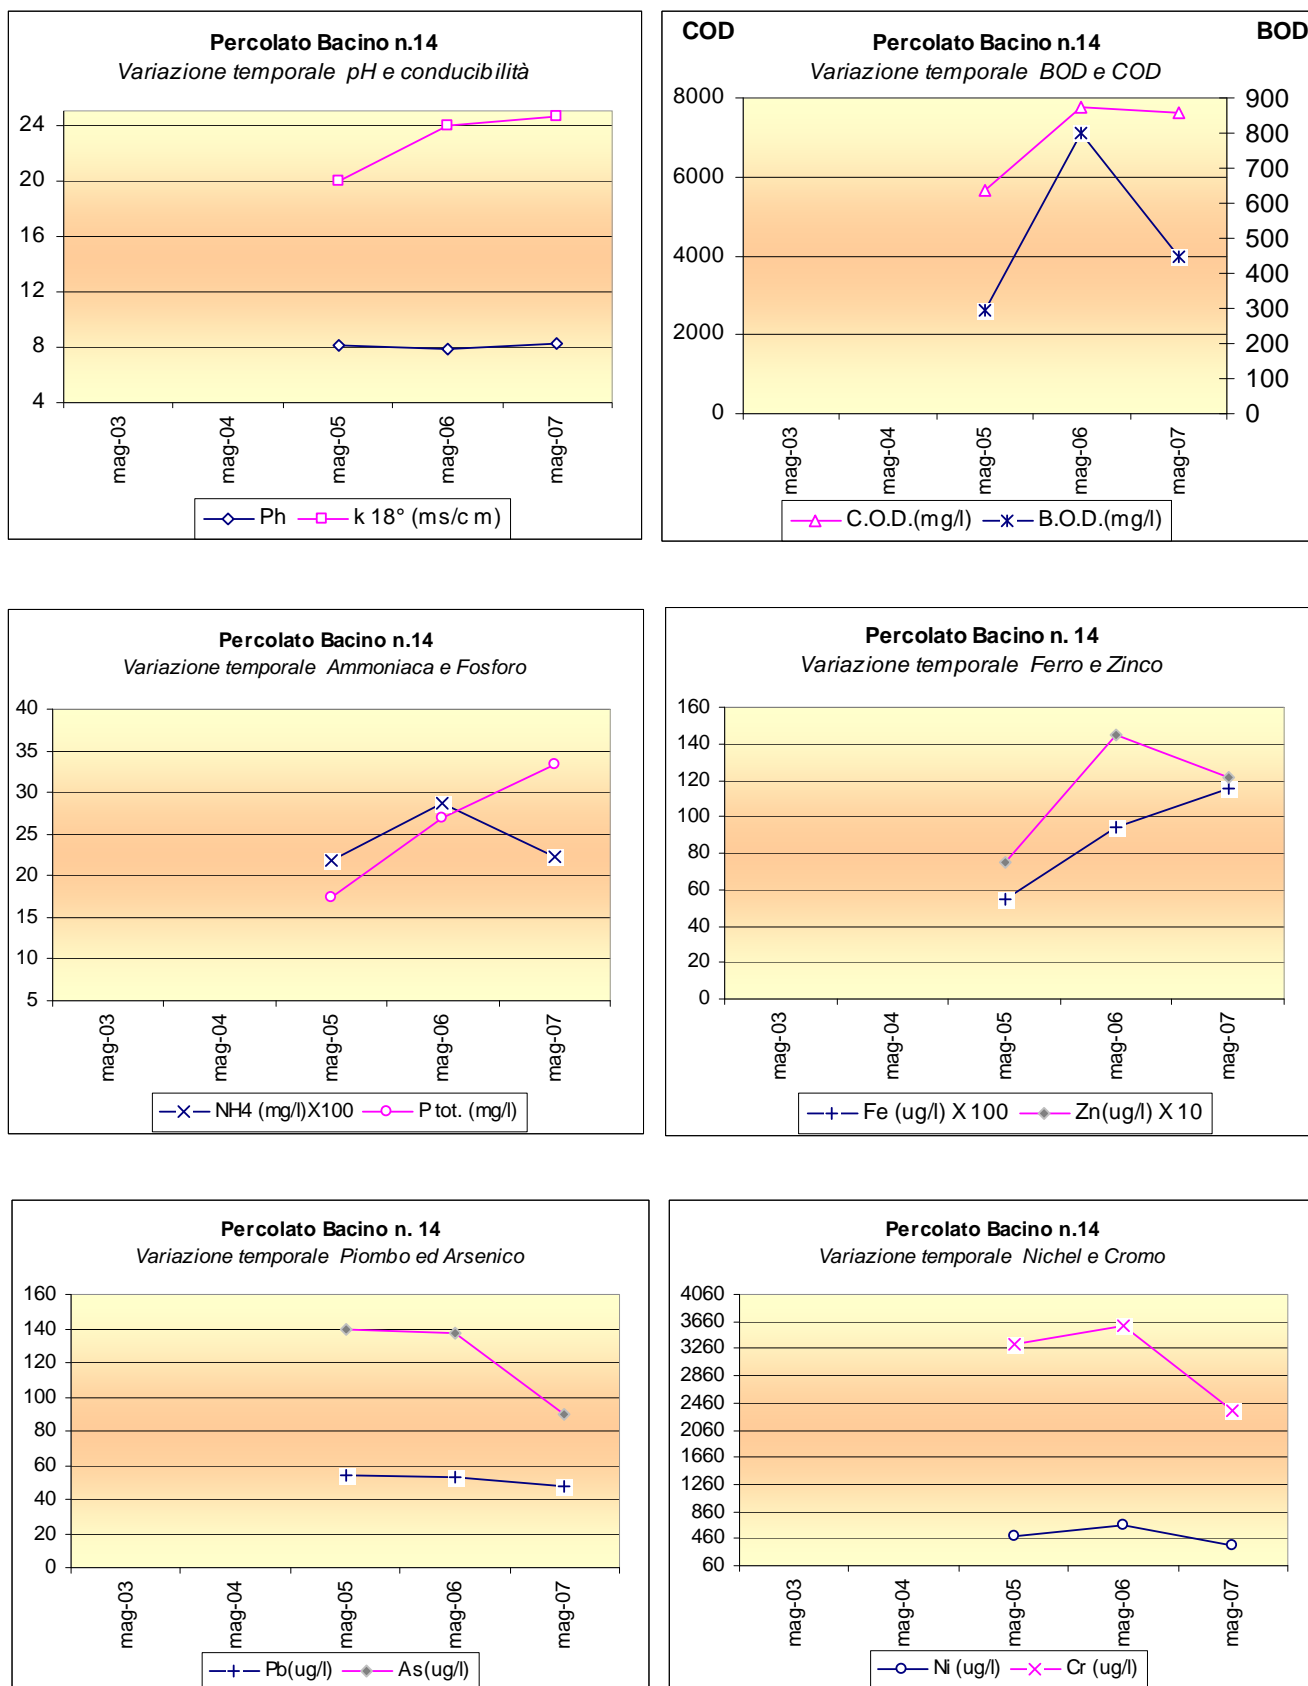 Percolato Bacino n.14
Variazione temporale pH e conducibilità
24
20
16
12
8
4
mag-03
mag-04
mag-05
mag-06
mag-07
Ph
k 18° (ms/c m)
COD
BOD
Percolato Bacino n.14
Variazione temporale BOD e COD
8000
6000
4000
2000
0
900
800
700
600
500
400
300
200
100
0
mag-03
mag-04
mag-05
mag-06
mag-07
C.O.D.(mg/l)
B.O.D.(mg/l)
Percolato Bacino n.14
Variazione temporale Ammoniaca e Fosforo
40
35
30
25
20
15
10
5
mag-03
mag-04
mag-05
mag-06
mag-07
NH4 (mg/l)X100
P tot. (mg/l)
Percolato Bacino n. 14
Variazione temporale Ferro e Zinco
160
140
120
100
80
60
40
20
0
mag-03
mag-04
mag-05
mag-06
mag-07
Fe (ug/l) X 100
Zn(ug/l) X 10
Percolato Bacino n. 14
Variazione temporale Piombo ed Arsenico
160
140
120
100
80
60
40
20
0
mag-03
mag-04
mag-05
mag-06
mag-07
Pb(ug/l)
As(ug/l)
Percolato Bacino n.14
Variazione temporale Nichel e Cromo
4060
3660
3260
2860
2460
2060
1660
1260
860
460
60
mag-03
mag-04
mag-05
mag-06
mag-07
Ni (ug/l)
Cr (ug/l)